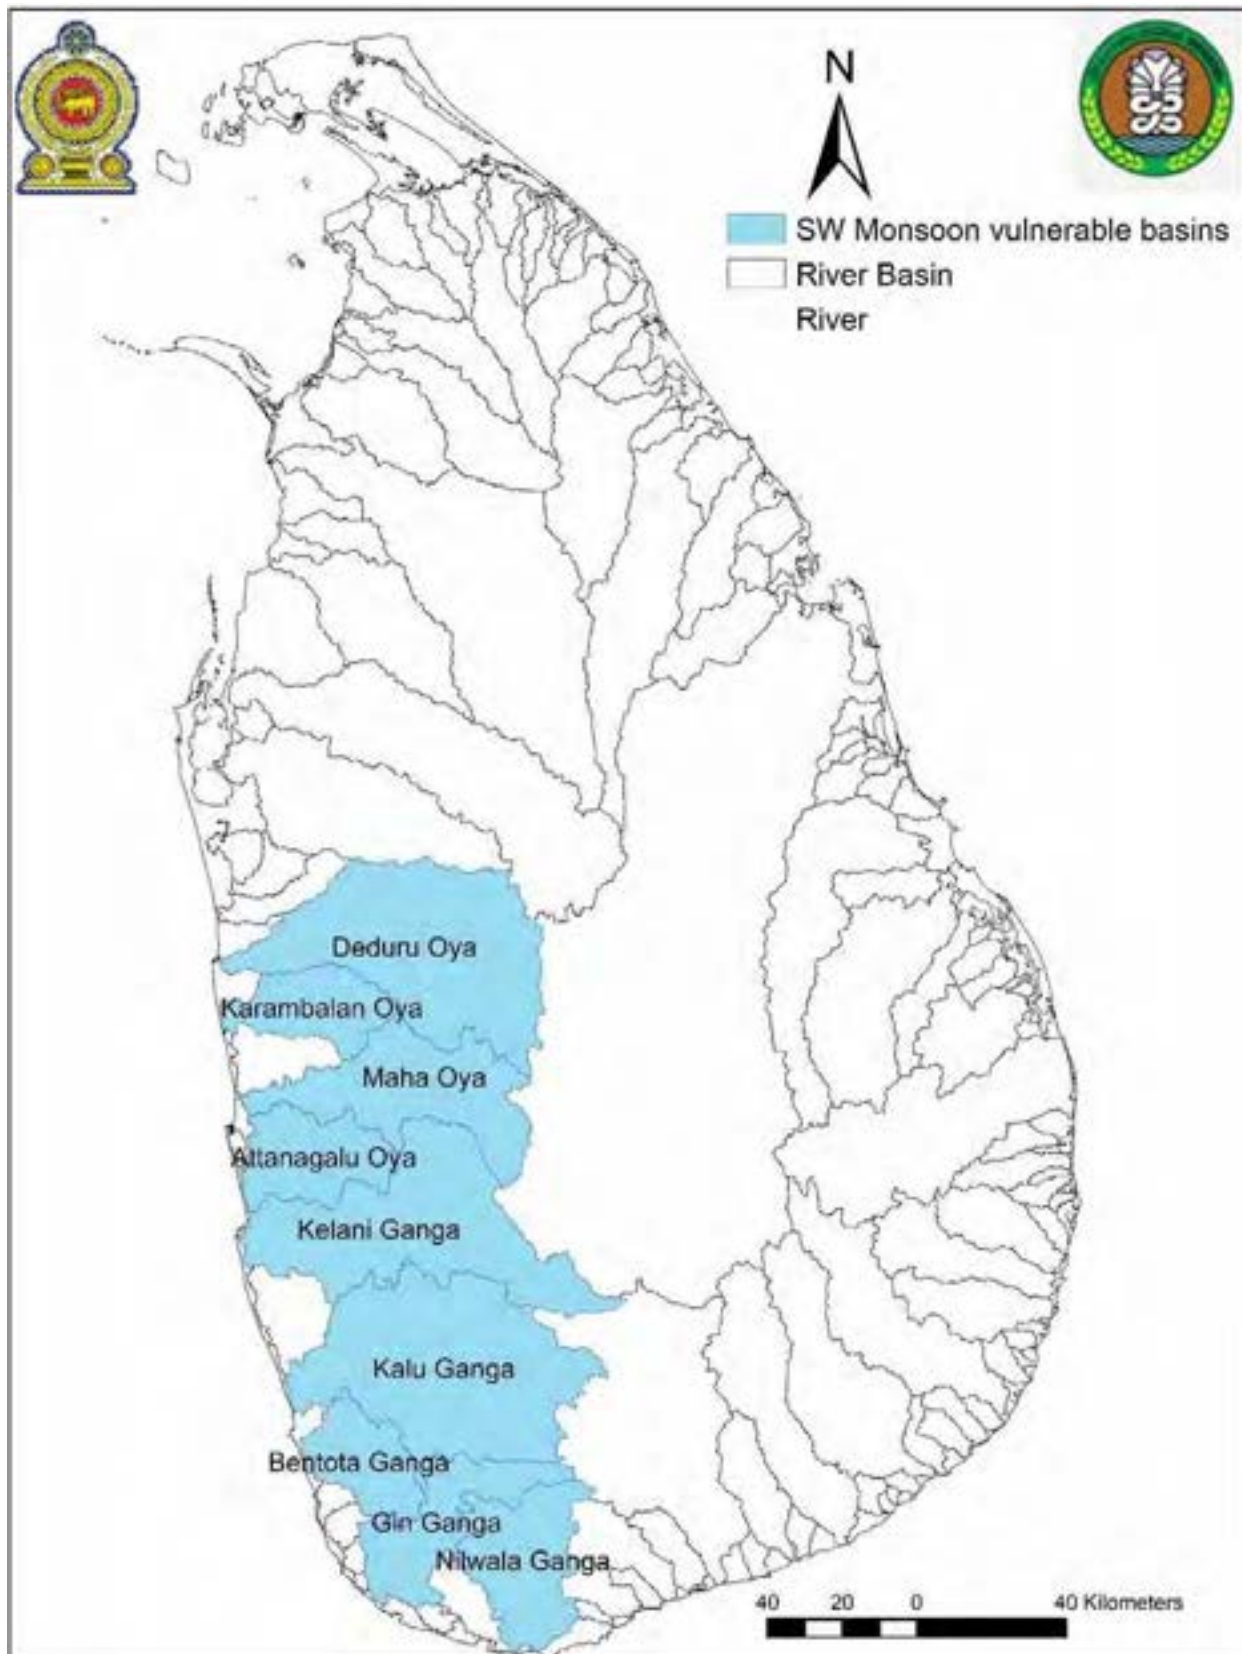 N
SW Monsoon vulnerable basins
River Basin
River
Deduru Oya
Karambalan Oya
Maha Oya
Attanagalu Oya
Kelani Ganga
Kalu Ganga
Bentota Ganga
Gin Ganga
Nilwala Ganga
40 20 0 40 Kilometers